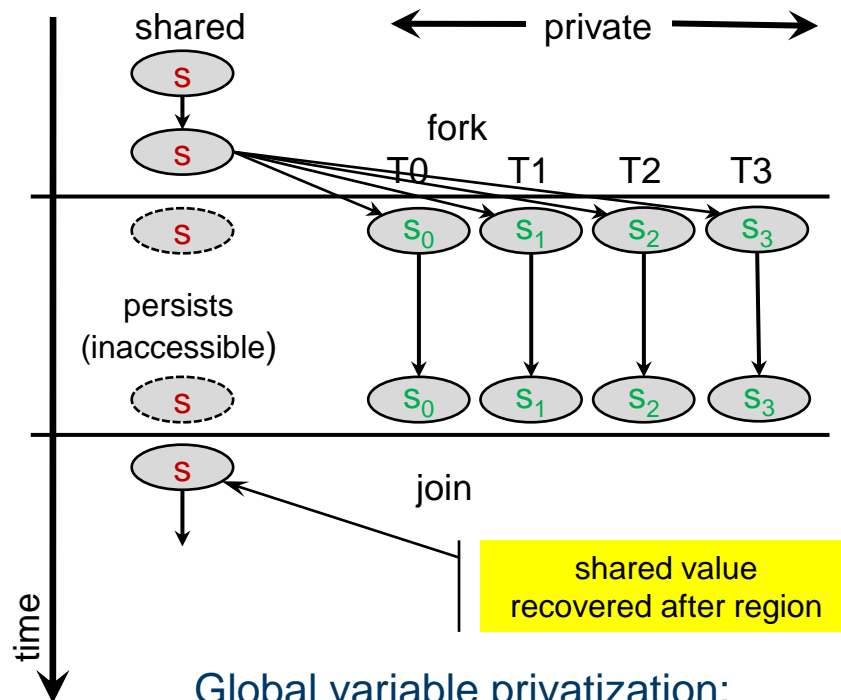 shared private
s
fork
s
T0 T1 T2 T3
s s₀ s₁ s₂ s₃
persists
(inaccessible)
s s₀ s₁ s₂ s₃
s
join
shared value
recovered after region
time
Global variable privatization: